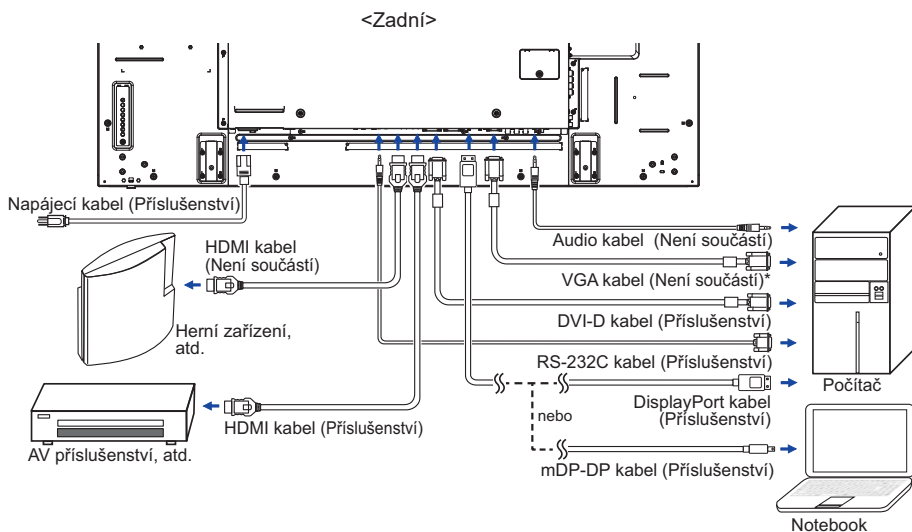 <Zadní>
Napájecí kabel (Příslušenství)
HDMI kabel
(Není součástí)
Herní zařízení,
atd.
HDMI kabel (Příslušenství)
AV příslušenství, atd.
Audio kabel (Není součástí)
VGA kabel (Není součástí)*
DVI-D kabel (Příslušenství)
RS-232C kabel (Příslušenství)
Počítač
DisplayPort kabel
(Příslušenství)
nebo
mDP-DP kabel (Příslušenství)
Notebook